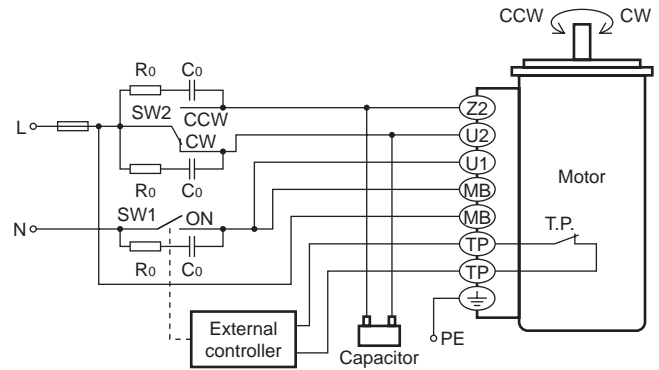 CCW CW
R0 C0
SW2
CCW
L
CW
R0 C0
SW1
ON
N
R0 C0
Z2
U2
U1
MB
MB
TP
TP
Motor
T.P.
External
controller
Capacitor
PE